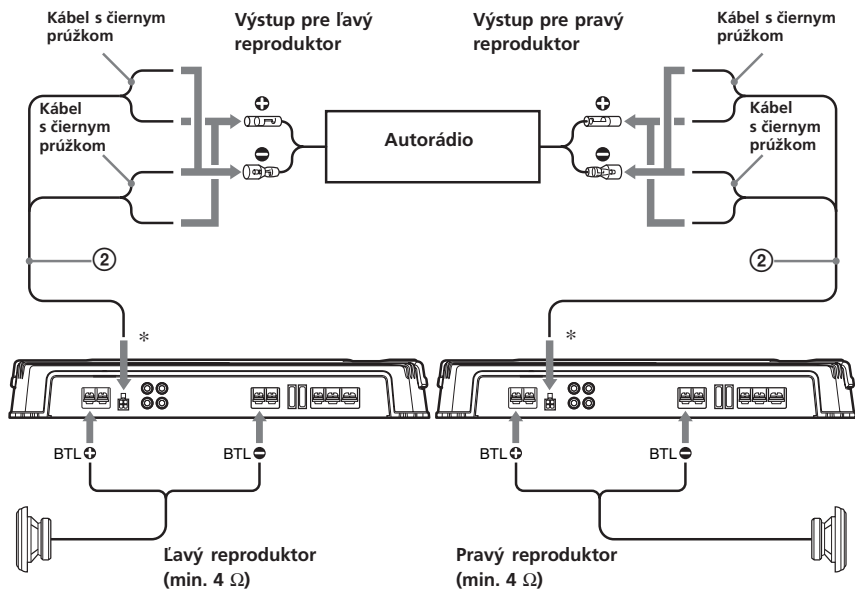 Kábel s čiernym
prúžkom
Výstup pre ľavý
reproduktor
Výstup pre pravý
reproduktor
Kábel s čiernym
prúžkom
Kábel
s čiernym
prúžkom
Autorádio
Kábel
s čiernym
prúžkom
②
②
*
*
BTL ⊕
BTL ⊖
BTL ⊕
BTL ⊖
Ľavý reproduktor
(min. 4 Ω)
Pravý reproduktor
(min. 4 Ω)